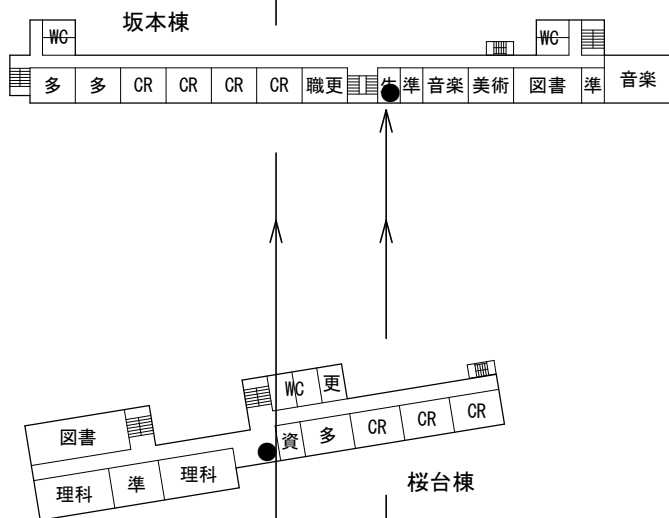 坂本棟
WC
WC
多 多 CR CR CR CR 職更 準 音楽 美術 図書 準 音楽
WC 更
図書
資 多 CR CR CR
理科 準 理科
桜台棟